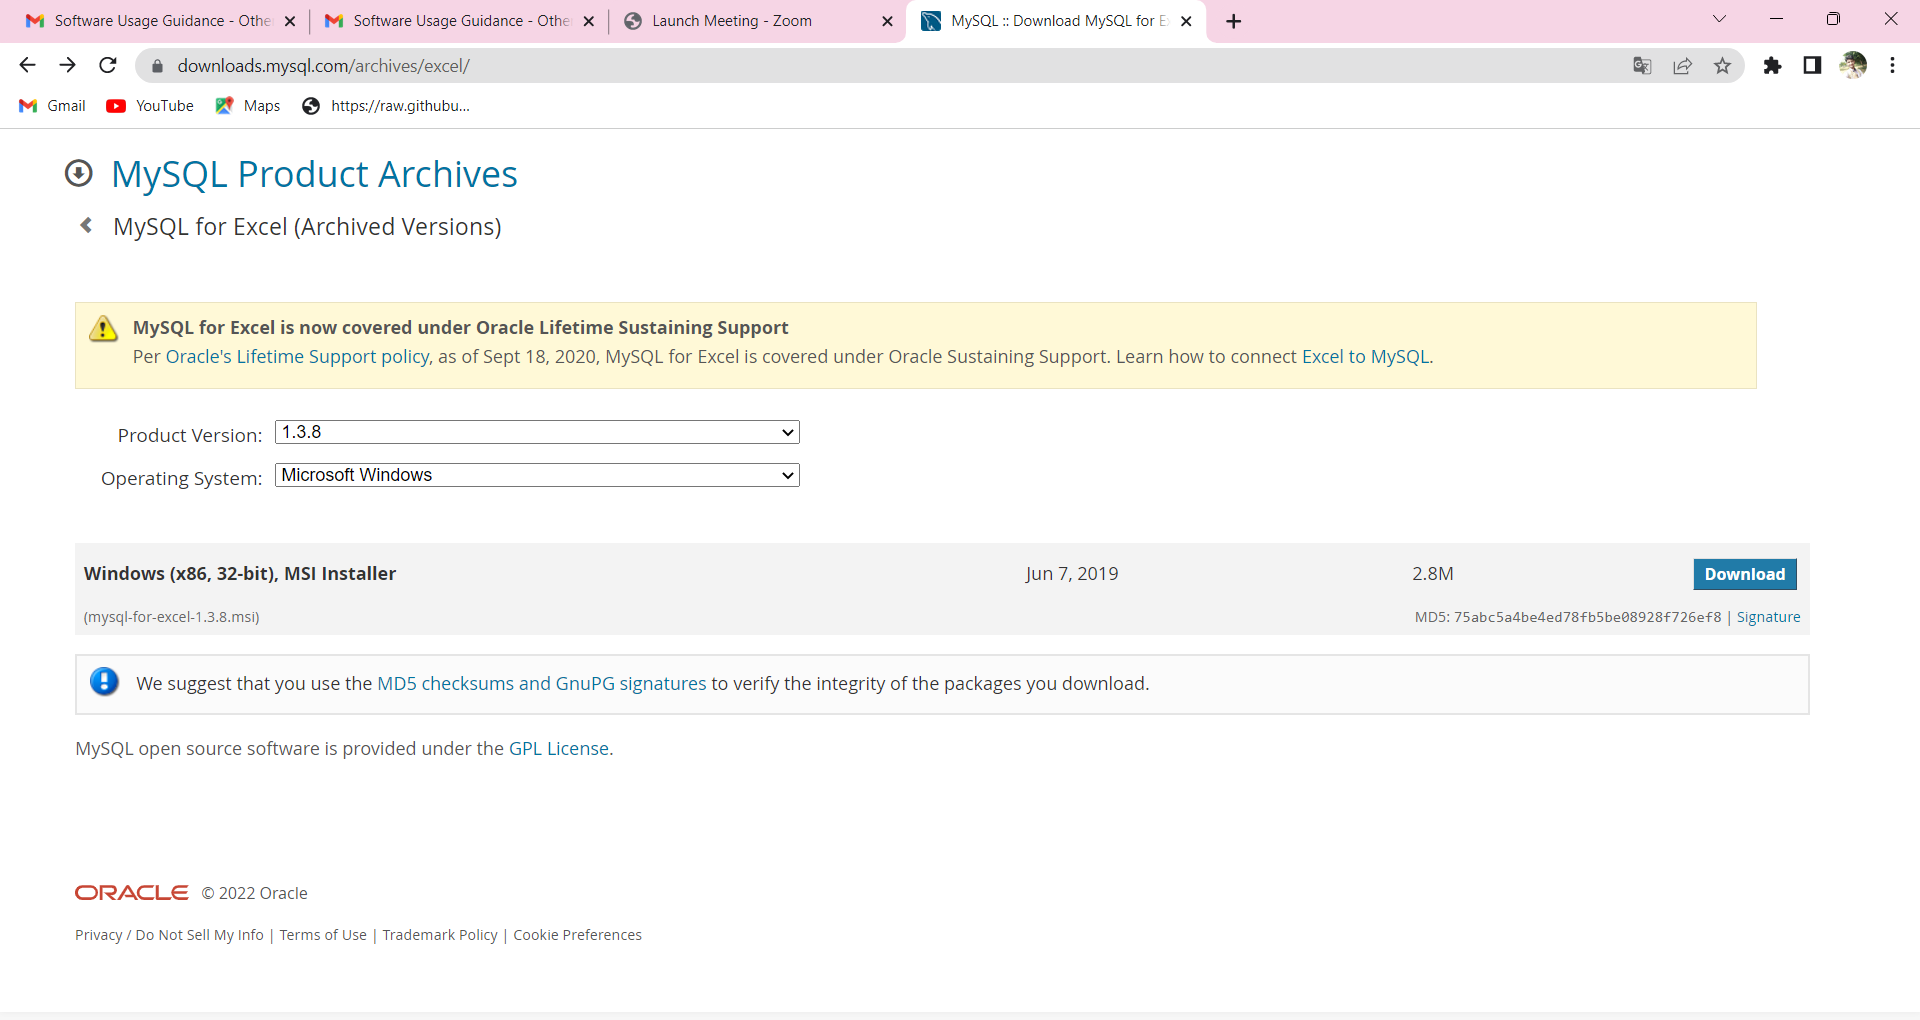 Software Usage Guidance - Othe
Software Usage Guidance - Othe
Launch Meeting - Zoom
MySQL :: Download MySQL for E
downloads.mysql.com/archives/excel/
Gmail
YouTube
Maps
https://raw.githubu...
MySQL Product Archives
MySQL for Excel (Archived Versions)
MySQL for Excel is now covered under Oracle Lifetime Sustaining Support
Per Oracle's Lifetime Support policy, as of Sept 18, 2020, MySQL for Excel is covered under Oracle Sustaining Support. Learn how to connect Excel to MySQL.
Product Version: 1.3.8
Operating System: Microsoft Windows
Windows (x86, 32-bit), MSI Installer Jun 7, 2019 2.8M Download
(mysql-for-excel-1.3.8.msi) MD5: 75abc5a4be4ed78fb5be08928f726ef8 | Signature
We suggest that you use the MD5 checksums and GnuPG signatures to verify the integrity of the packages you download.
MySQL open source software is provided under the GPL License.
ORACLE © 2022 Oracle
Privacy / Do Not Sell My Info | Terms of Use | Trademark Policy | Cookie Preferences